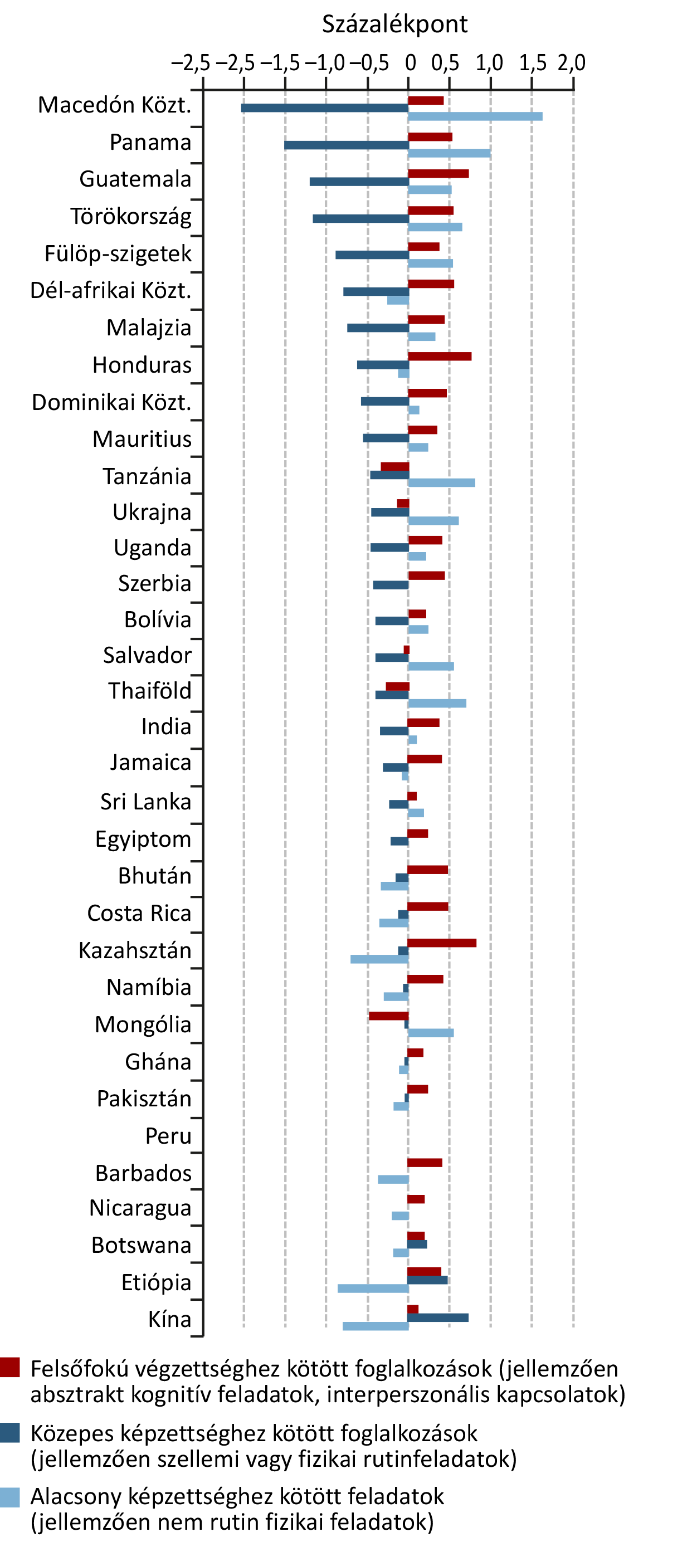 Százalékpont
–2,5 –2,5 –1,5 –1,0 –0,5 0 0,5 1,0 1,5 2,0
Macedón Közt.
Panama
Guatemala
Törökország
Fülöp-szigetek
Dél-afrikai Közt.
Malajzia
Honduras
Dominikai Közt.
Mauritius
Tanzánia
Ukrajna
Uganda
Szerbia
Bolívia
Salvador
Thaiföld
India
Jamaica
Sri Lanka
Egyiptom
Bhután
Costa Rica
Kazahsztán
Namíbia
Mongólia
Ghána
Pakisztán
Peru
Barbados
Nicaragua
Botswana
Etiópia
Kína
Felsőfokú végzettséghez kötött foglalkozások (jellemzően
absztrakt kognitív feladatok, interperszonális kapcsolatok)
Közepes képzettséghez kötött foglalkozások
(jellemzően szellemi vagy fizikai rutinfeladatok)
Alacsony képzettséghez kötött feladatok
(jellemzően nem rutin fizikai feladatok)